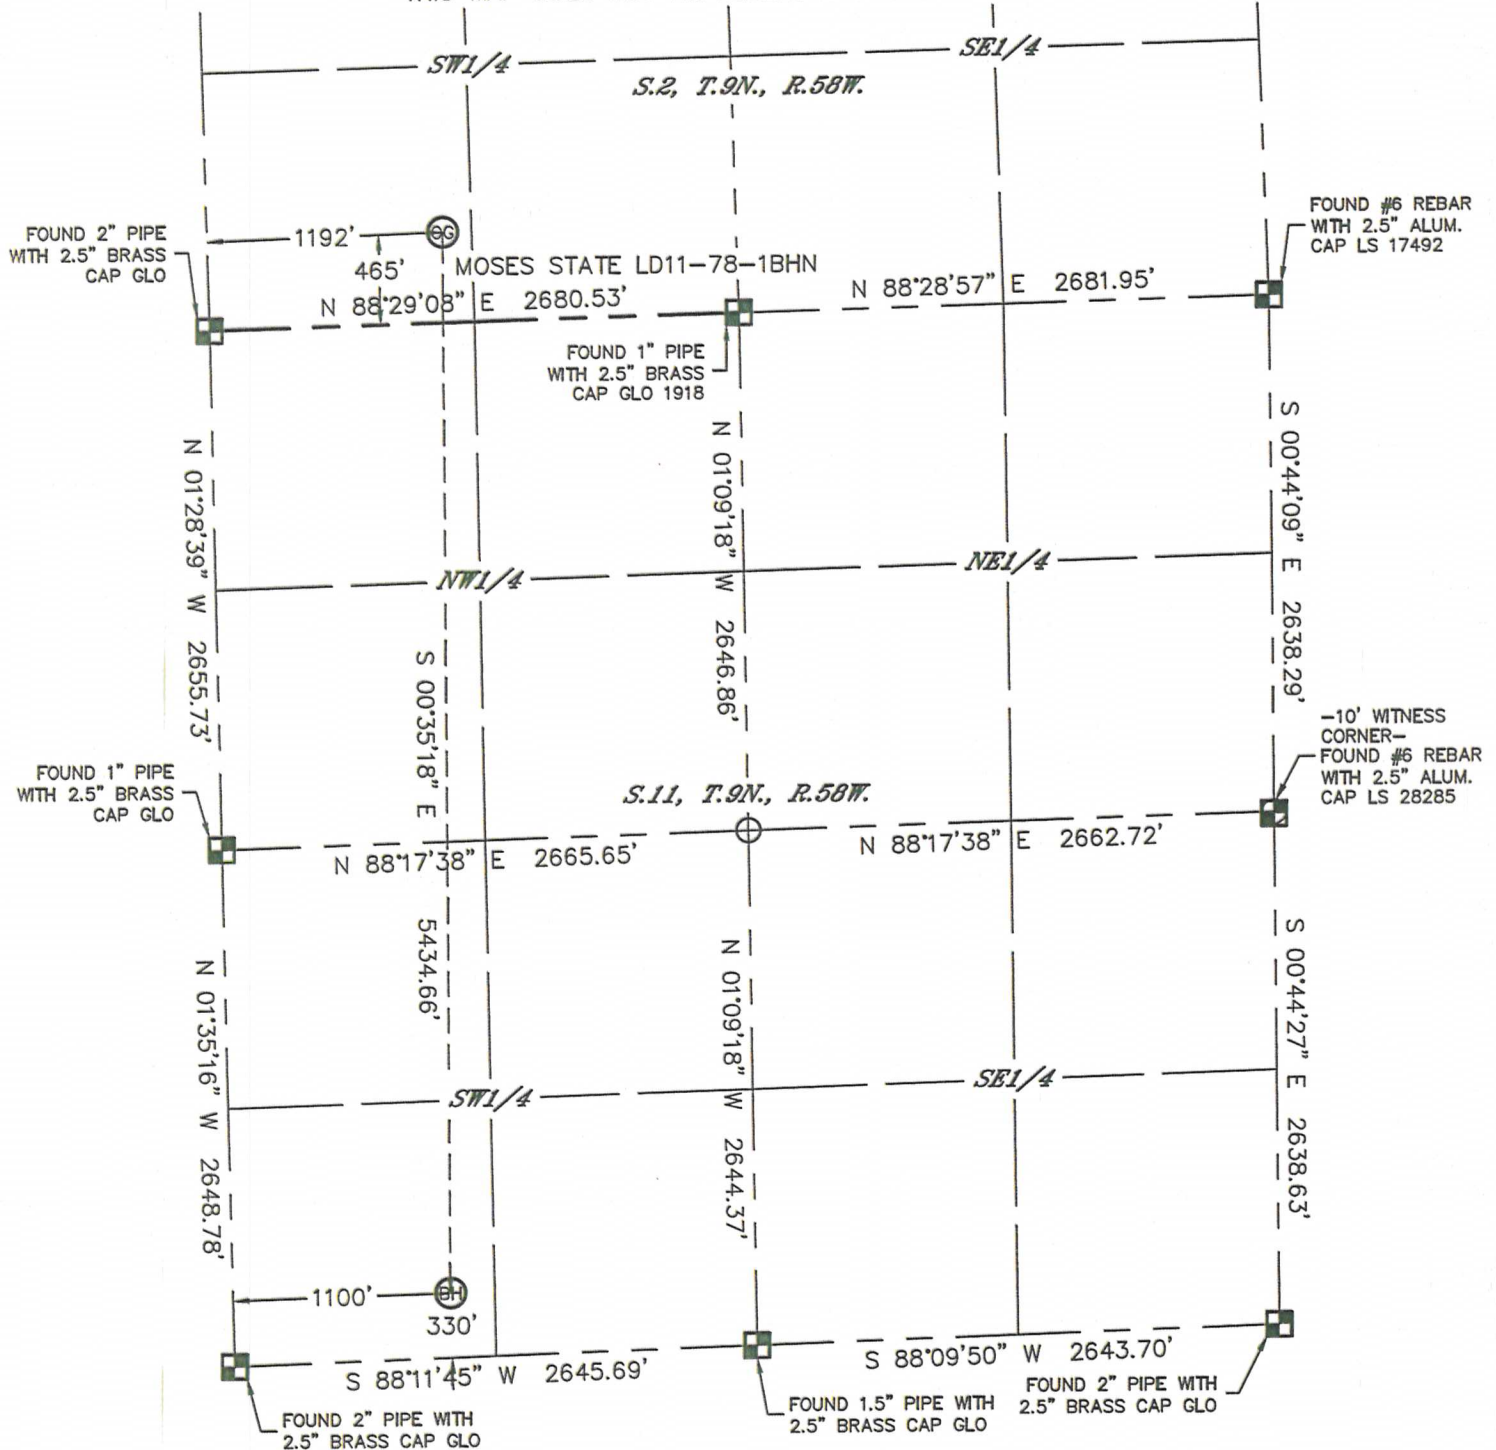 SW1/4
SE1/4
S.2, T.9N., R.58W.
FOUND #6 REBAR
WITH 2.5" ALUM.
CAP LS 17492
FOUND 2" PIPE
WITH 2.5" BRASS
CAP GLO
1192'
465'
MOSES STATE LD11-78-1BHN
N 88°29'08" E 2680.53'
N 88°28'57" E 2681.95'
FOUND 1" PIPE
WITH 2.5" BRASS
CAP GLO 1918
N 01°28'39" W 2655.73'
N 01°09'18" W 2646.86'
S 00°44'09" E 2638.29'
NW1/4
NE1/4
S 00°35'18" E 5434.66'
-10' WITNESS
CORNER-
FOUND #6 REBAR
WITH 2.5" ALUM.
CAP LS 28285
FOUND 1" PIPE
WITH 2.5" BRASS
CAP GLO
S.11, T.9N., R.58W.
N 88°17'38" E 2665.65'
N 88°17'38" E 2662.72'
N 01°35'16" W 2648.78'
N 01°09'18" W 2644.37'
S 00°44'27" E 2638.63'
SW1/4
SE1/4
1100'
BH
330'
S 88°11'45" W 2645.69'
S 88°09'50" W 2643.70'
FOUND 2" PIPE WITH
2.5" BRASS CAP GLO
FOUND 1.5" PIPE WITH
2.5" BRASS CAP GLO
FOUND 2" PIPE WITH
2.5" BRASS CAP GLO